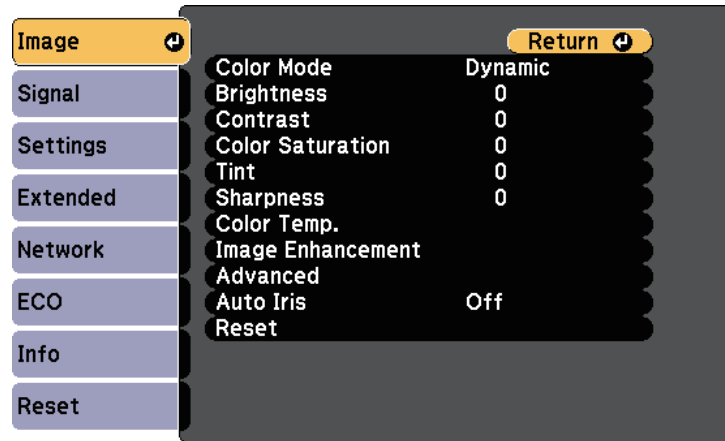 Image
Signal
Settings
Extended
Network
ECO
Info
Reset
Return
Color Mode Dynamic
Brightness 0
Contrast 0
Color Saturation 0
Tint 0
Sharpness 0
Color Temp.
Image Enhancement
Advanced
Auto Iris Off
Reset